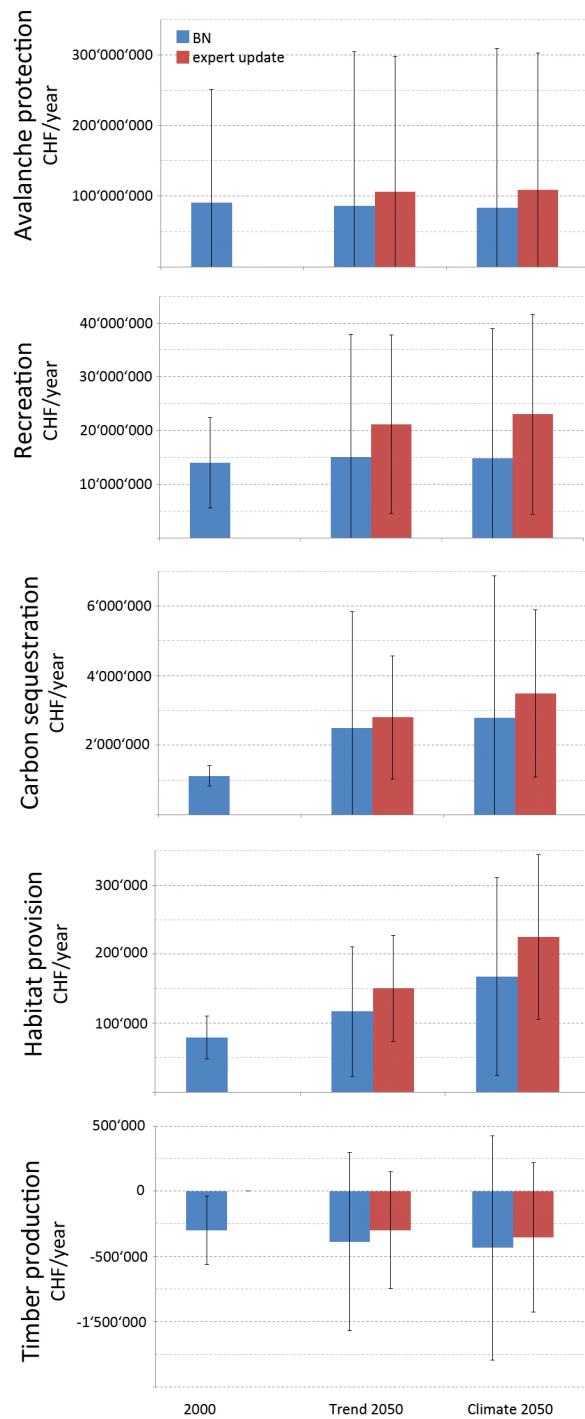 Avalanche protection
CHF/year
BN
expert update
300‘000‘000
200‘000‘000
100‘000‘000
Recreation
CHF/year
40‘000‘000
30‘000‘000
20‘000‘000
10‘000‘000
Carbon sequestration
CHF/year
6‘000‘000
4‘000‘000
2‘000‘000
Habitat provision
CHF/year
300‘000
200‘000
100‘000
Timber production
CHF/year
500‘000
0
-500‘000
-1‘500‘000
2000 Trend 2050 Climate 2050